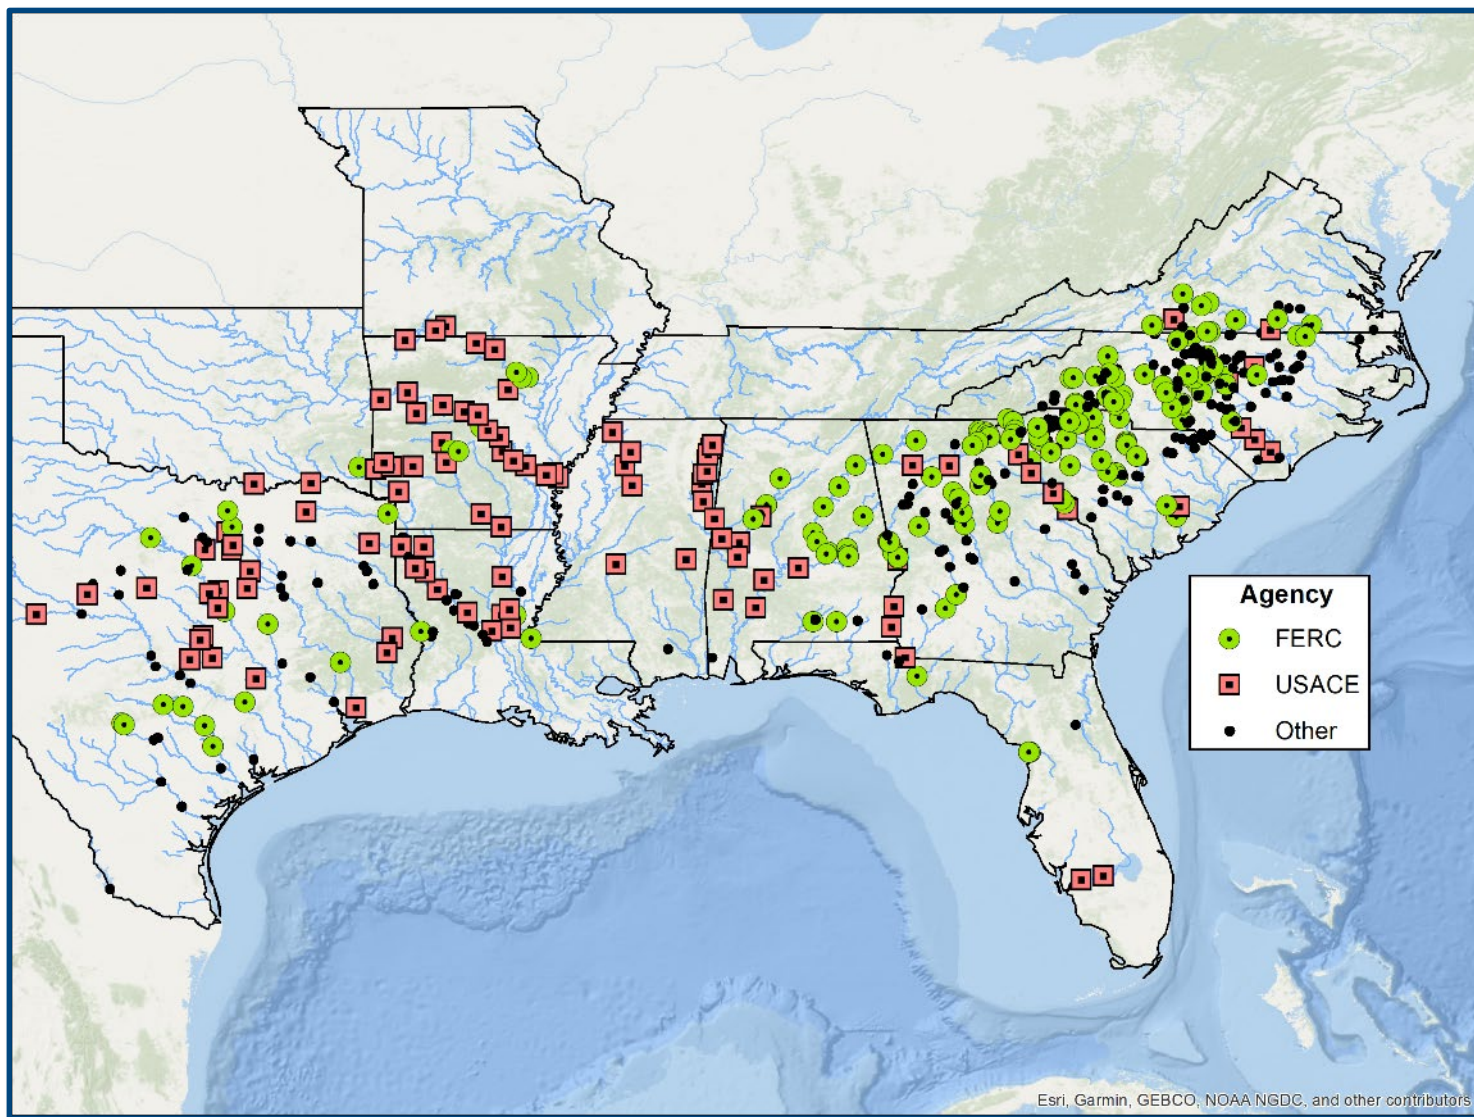 Agency
FERC
USACE
Other
Esri, Garmin, GEBCO, NOAA NGDC, and other contributors